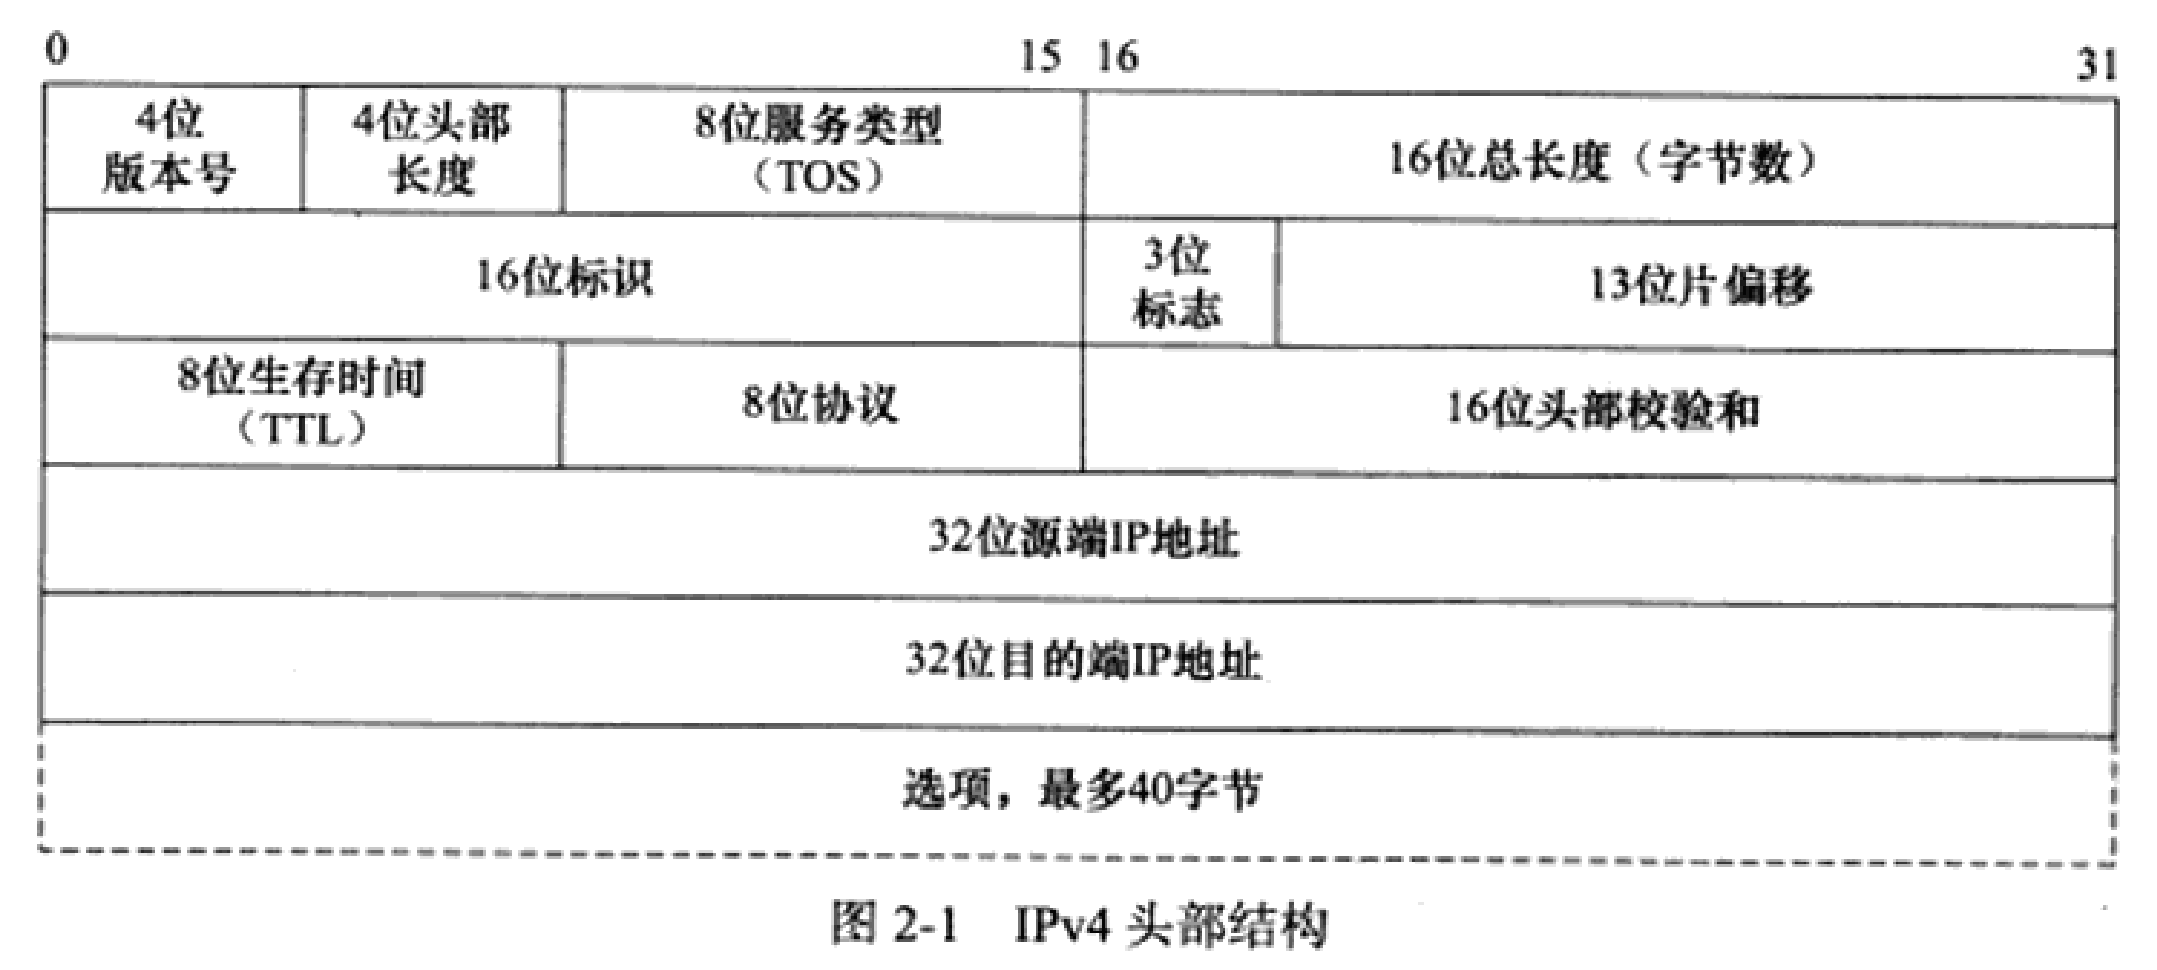 0 15 16 31
4位
版本号
4位头部
长度
8位服务类型
（TOS）
16位总长度（字节数）
16位标识
3位
标志
13位片偏移
8位生存时间
（TTL）
8位协议
16位头部校验和
32位源端IP地址
32位目的端IP地址
选项，最多40字节
图 2-1 IPv4 头部结构